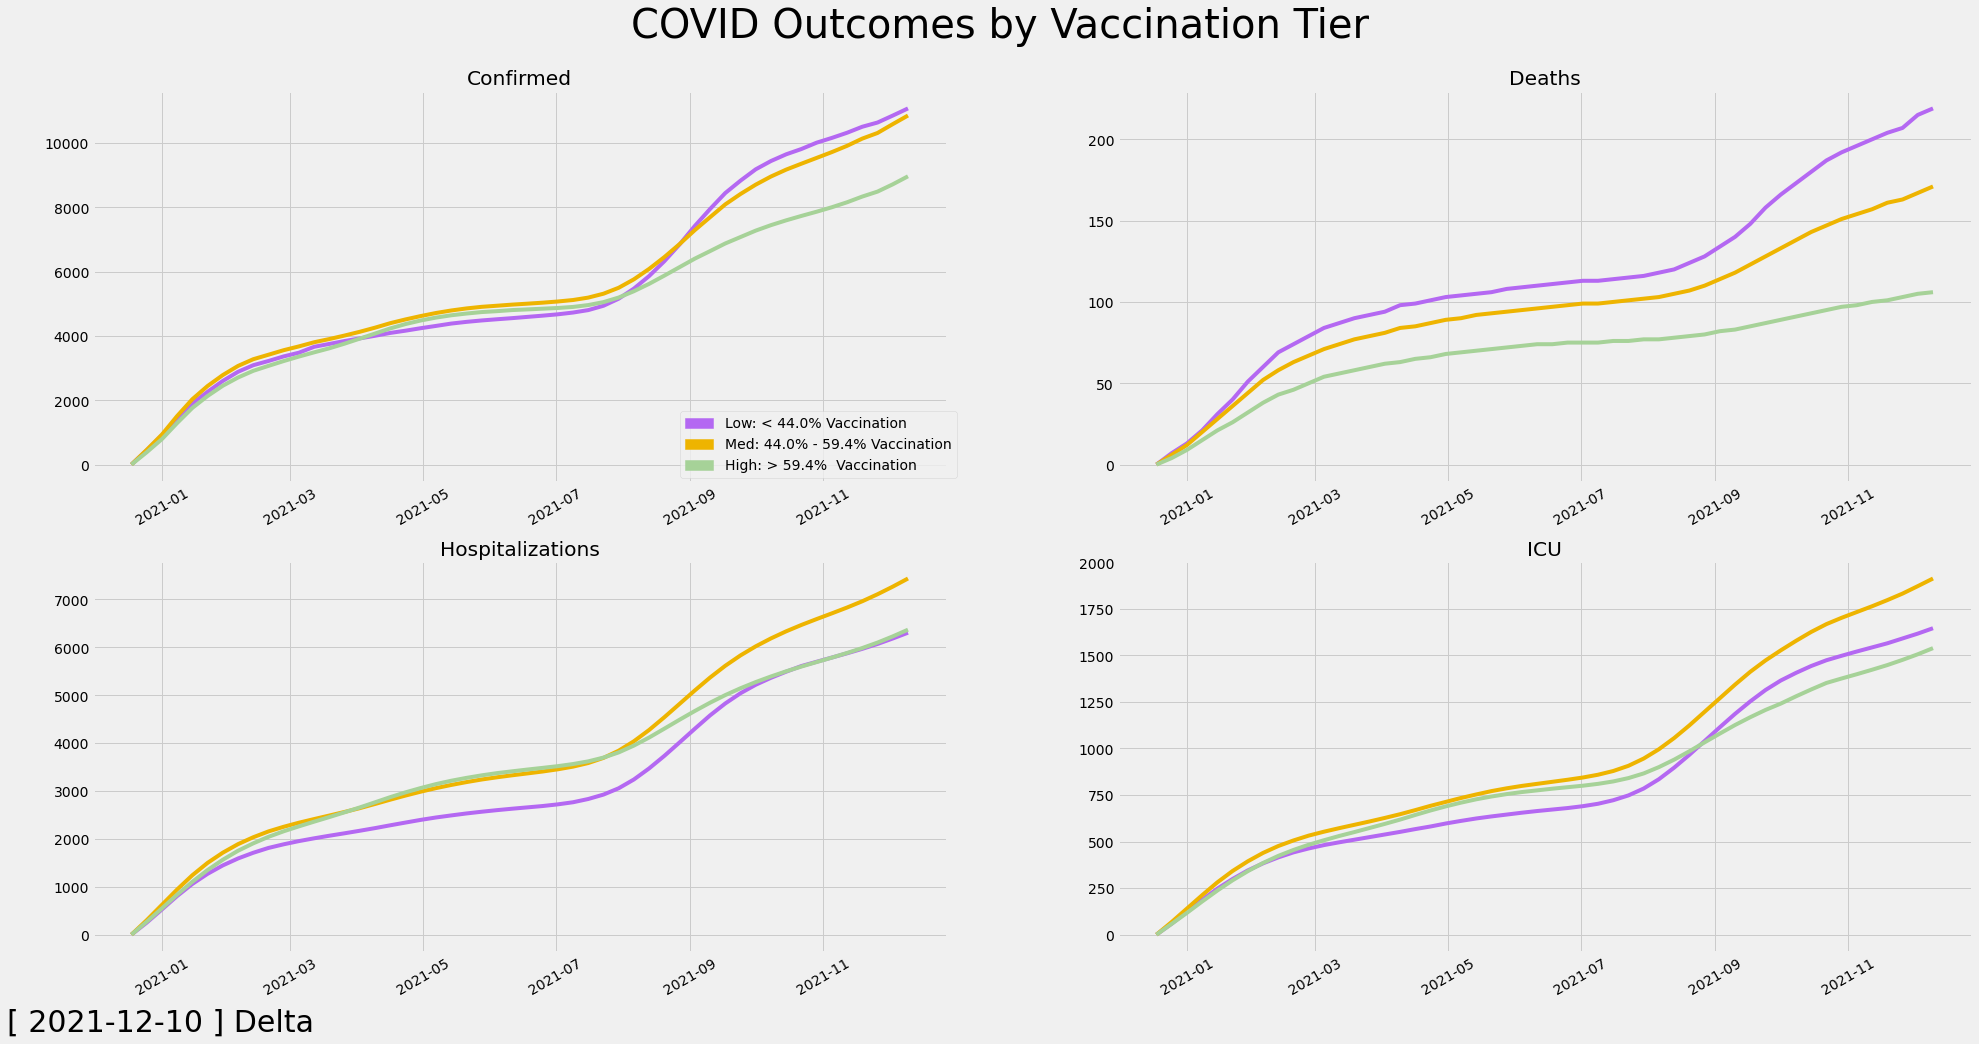 COVID Outcomes by Vaccination Tier
Confirmed
10000
8000
6000
4000
2000
0
2021-01 2021-03 2021-05 2021-07 2021-09 2021-11
Low: < 44.0% Vaccination
Med: 44.0% - 59.4% Vaccination
High: > 59.4%  Vaccination
Deaths
200
150
100
50
0
2021-01 2021-03 2021-05 2021-07 2021-09 2021-11
Hospitalizations
7000
6000
5000
4000
3000
2000
1000
0
2021-01 2021-03 2021-05 2021-07 2021-09 2021-11
ICU
2000
1750
1500
1250
1000
750
500
250
0
2021-01 2021-03 2021-05 2021-07 2021-09 2021-11
[ 2021-12-10 ] Delta